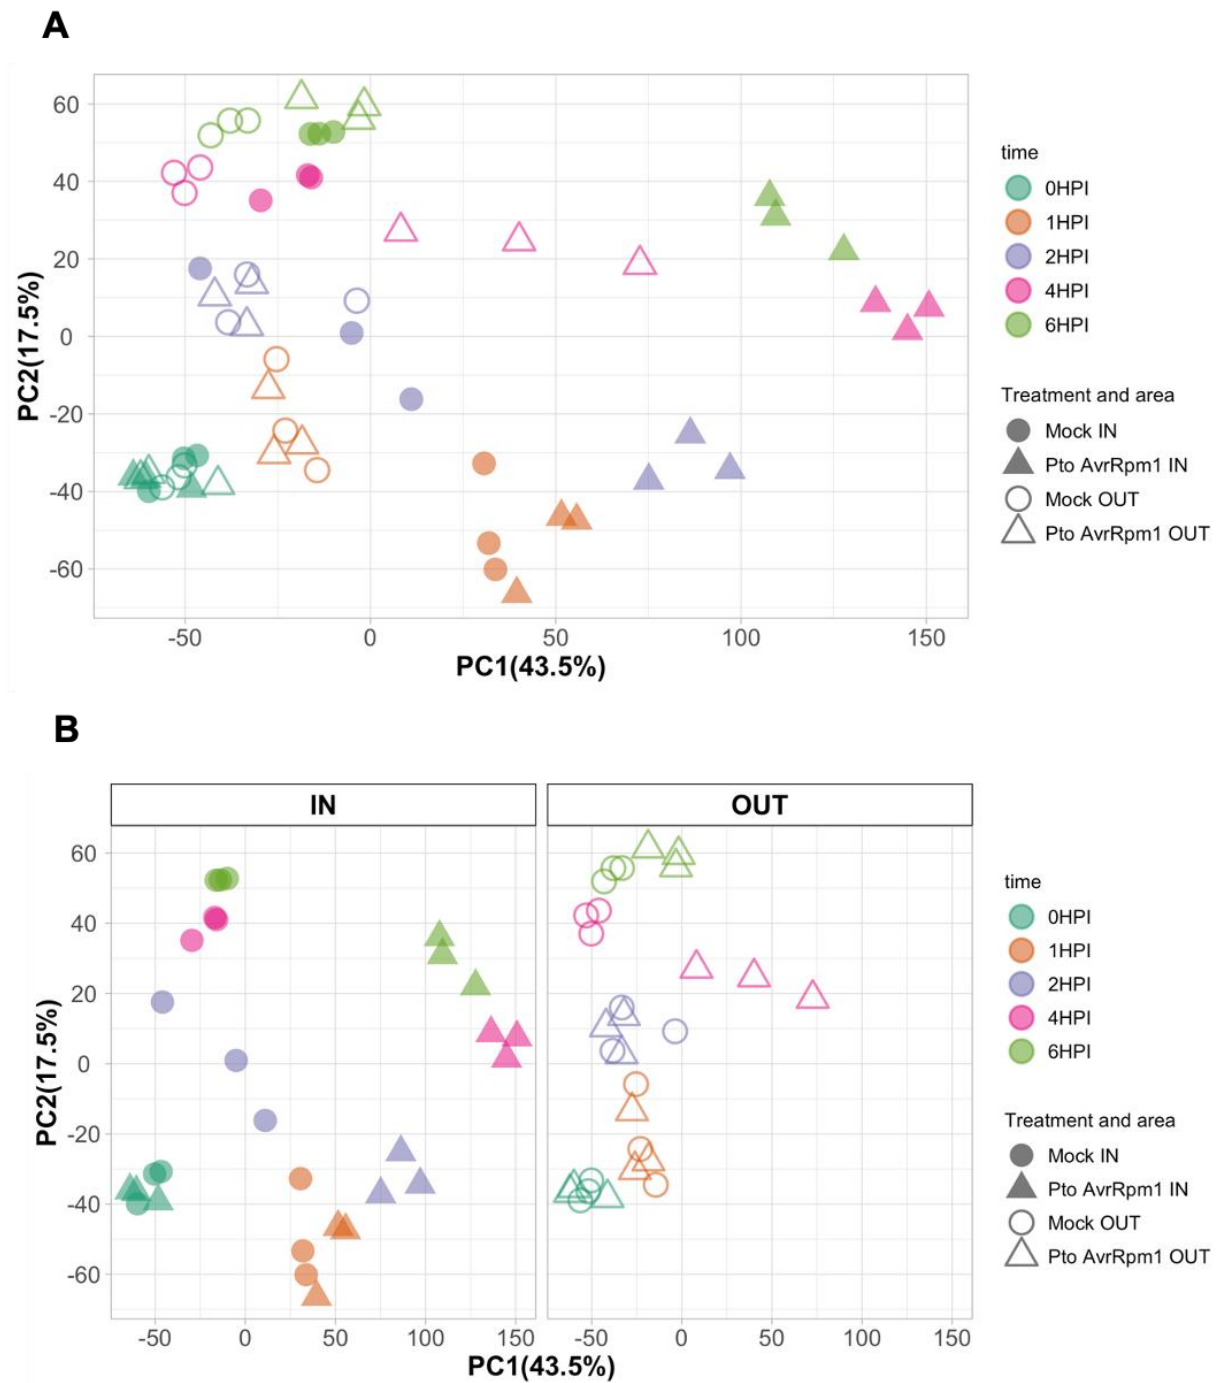 A
60
40
20
0
-20
-40
-60
PC2(17.5%)
-50 0 50 100 150
PC1(43.5%)
time
0HPI
1HPI
2HPI
4HPI
6HPI
Treatment and area
Mock IN
Pto AvrRpm1 IN
Mock OUT
Pto AvrRpm1 OUT
B
IN OUT
60
40
20
0
-20
-40
-60
PC2(17.5%)
-50 0 50 100 150 -50 0 50 100 150
PC1(43.5%)
time
0HPI
1HPI
2HPI
4HPI
6HPI
Treatment and area
Mock IN
Pto AvrRpm1 IN
Mock OUT
Pto AvrRpm1 OUT